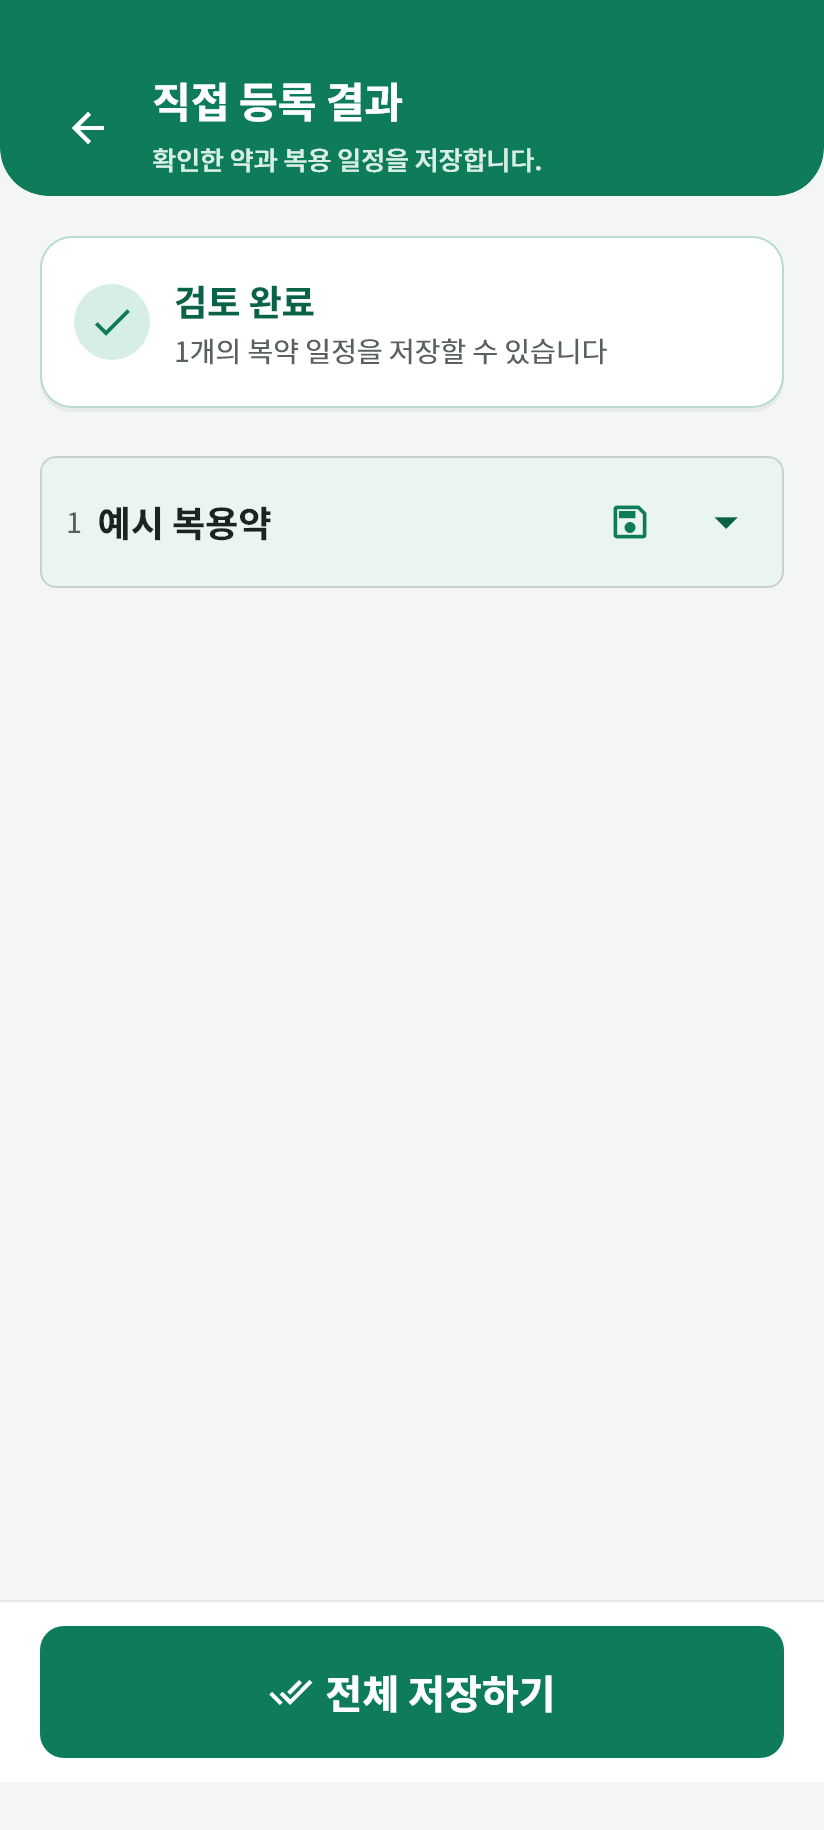 직접 등록 결과
확인한 약과 복용 일정을 저장합니다.
검토 완료
1개의 복약 일정을 저장할 수 있습니다
1 예시 복용약
전체 저장하기